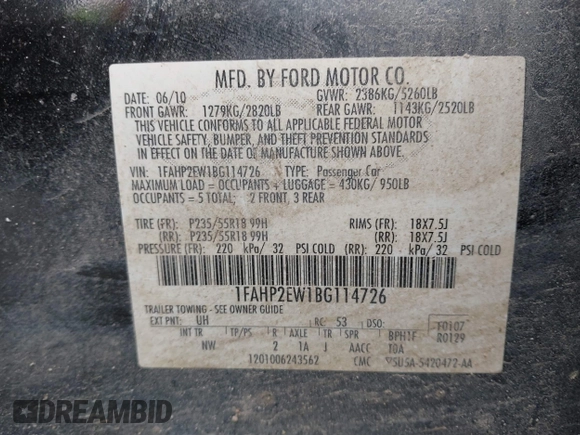 MFD. BY FORD MOTOR CO.
DATE: 06/10 GVWR: 2386KG/5260LB
FRONT GAWR: 1279KG/2820LB REAR GAWR: 1143KG/2520LB
THIS VEHICLE CONFORMS TO ALL APPLICABLE FEDERAL MOTOR
VEHICLE SAFETY, BUMPER, AND THEFT PREVENTION STANDARDS
IN EFFECT ON THE DATE OF MANUFACTURE SHOWN ABOVE.
VIN: 1FAHP2EW1BG114726 TYPE: Passenger Car
MAXIMUM LOAD = OCCUPANTS + LUGGAGE = 430KG/ 950LB
OCCUPANTS = 5 TOTAL; 2 FRONT, 3 REAR
TIRE (FR): P235/55R18 99H RIMS (FR): 18X7.5J
(RR): P235/55R18 99H (RR): 18X7.5J
PRESSURE (FR): 220 kPa/ 32 PSI COLD (RR): 220 kPa/ 32 PSI COLD
1FAHP2EW1BG114726
TRAILER TOWING - SEE OWNER GUIDE
EXT PNT: UH RC: 53 DSO: F0107
INT TR TP/PS R AXLE TR SPR BPH1F R0129
NW 2 1A J AACC TOA
1201006243562 CMC 5U5A-5420472-AA
DREAMBID